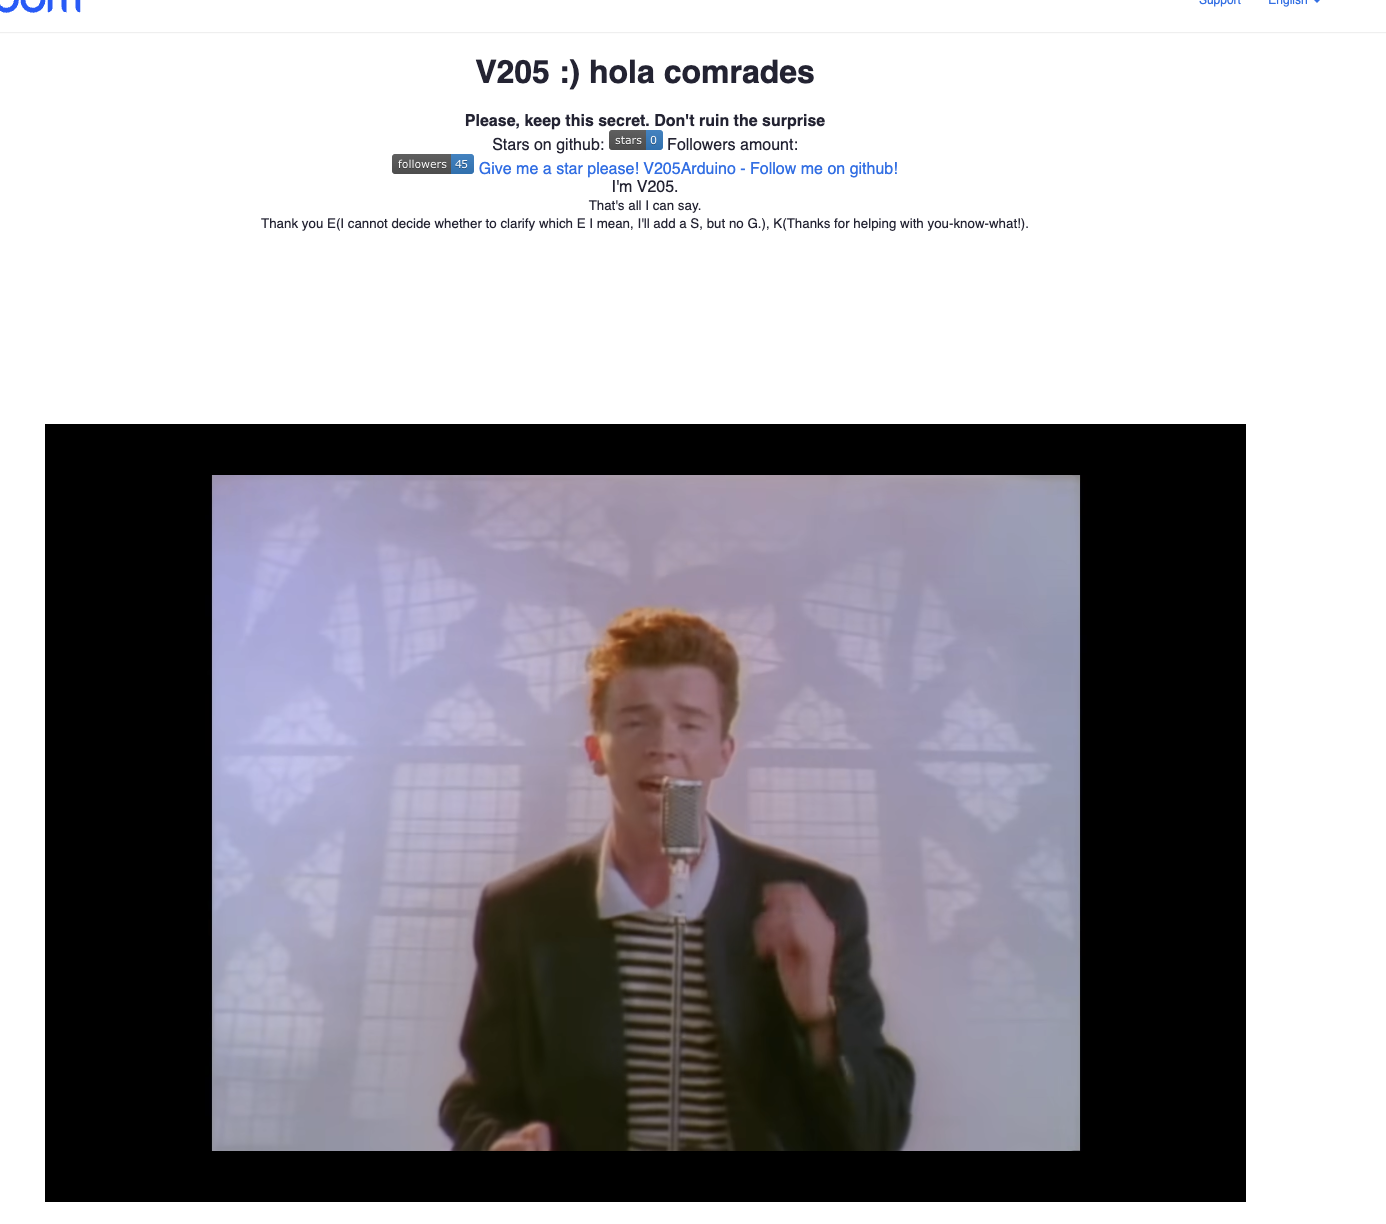 Support English
V205 :) hola comrades
Please, keep this secret. Don't ruin the surprise
Stars on github: stars 0 Followers amount:
followers 45 Give me a star please! V205Arduino - Follow me on github!
I'm V205.
That's all I can say.
Thank you E(I cannot decide whether to clarify which E I mean, I'll add a S, but no G.), K(Thanks for helping with you-know-what!).